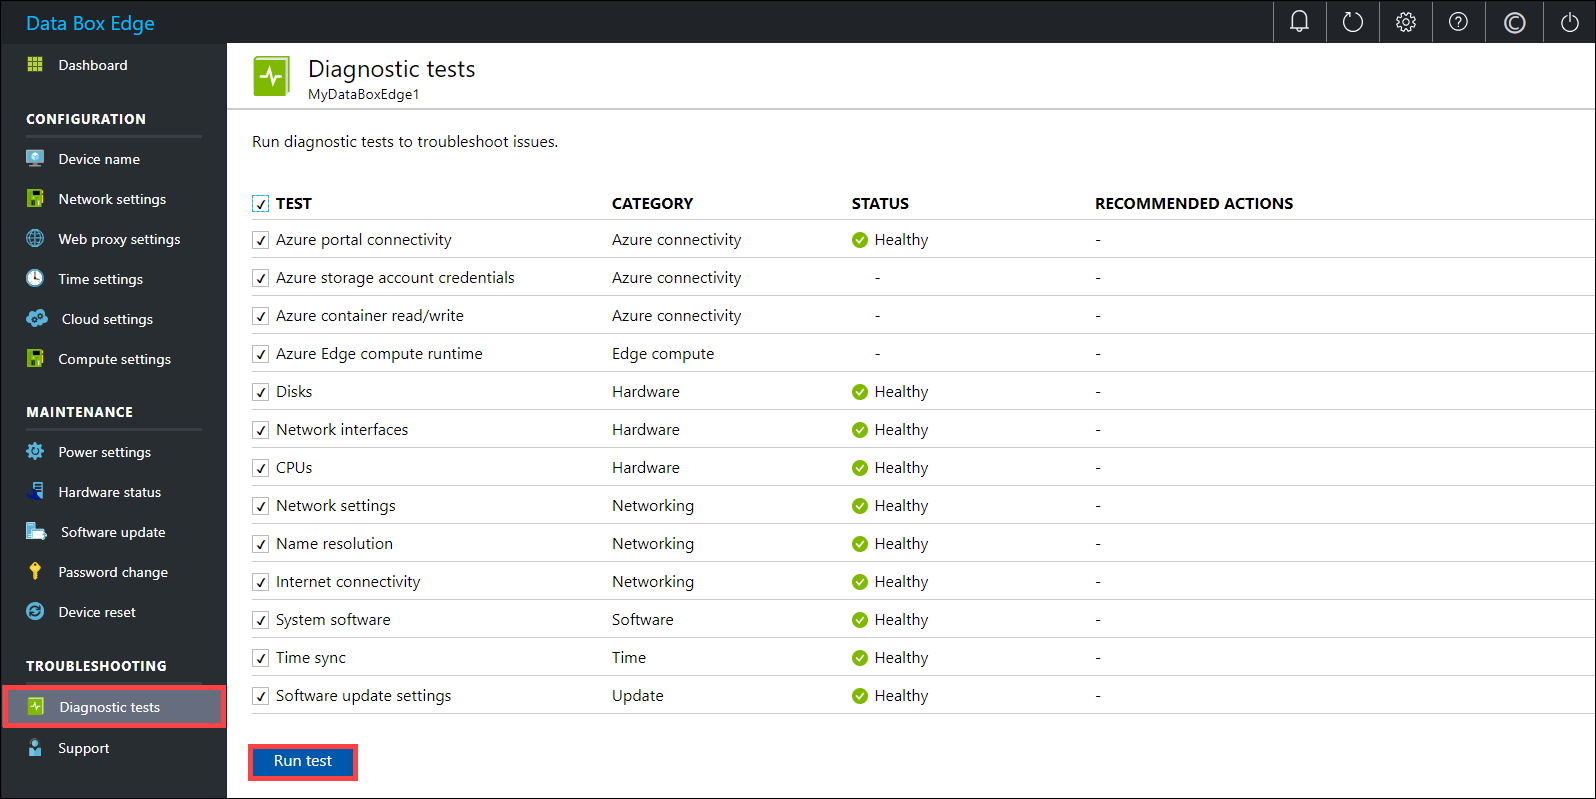 Data Box Edge
Dashboard
CONFIGURATION
Device name
Network settings
Web proxy settings
Time settings
Cloud settings
Compute settings
MAINTENANCE
Power settings
Hardware status
Software update
Password change
Device reset
TROUBLESHOOTING
Diagnostic tests
Support
Diagnostic tests
MyDataBoxEdge1
Run diagnostic tests to troubleshoot issues.
TEST CATEGORY STATUS RECOMMENDED ACTIONS
Azure portal connectivity Azure connectivity Healthy -
Azure storage account credentials Azure connectivity - -
Azure container read/write Azure connectivity - -
Azure Edge compute runtime Edge compute - -
Disks Hardware Healthy -
Network interfaces Hardware Healthy -
CPUs Hardware Healthy -
Network settings Networking Healthy -
Name resolution Networking Healthy -
Internet connectivity Networking Healthy -
System software Software Healthy -
Time sync Time Healthy -
Software update settings Update Healthy -
Run test